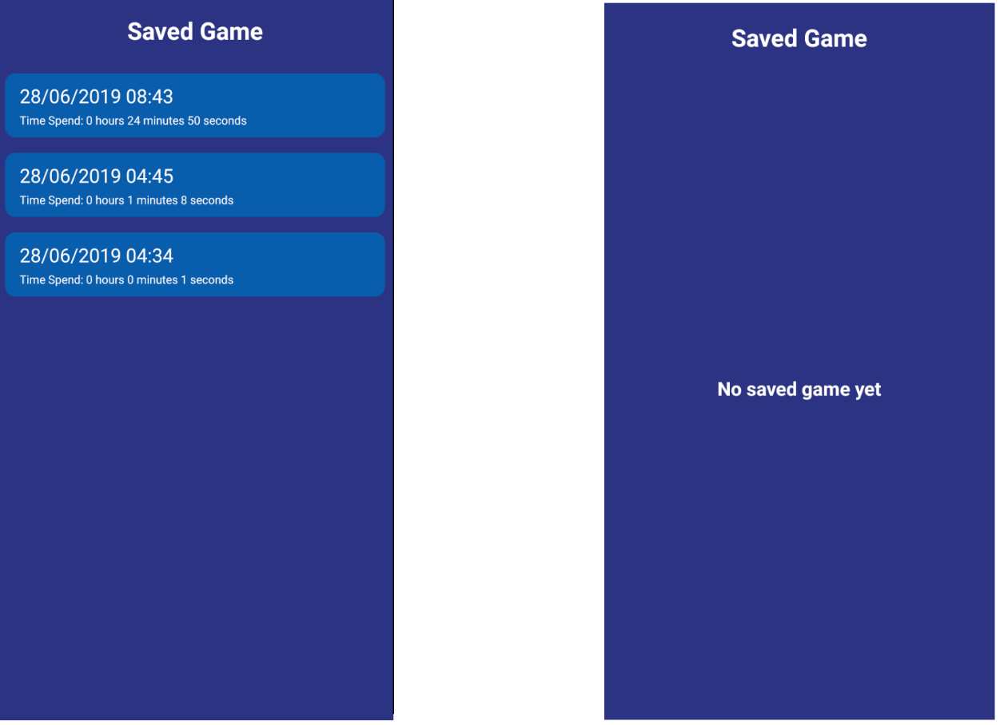 Saved Game
28/06/2019 08:43
Time Spend: 0 hours 24 minutes 50 seconds
28/06/2019 04:45
Time Spend: 0 hours 1 minutes 8 seconds
28/06/2019 04:34
Time Spend: 0 hours 0 minutes 1 seconds
Saved Game
No saved game yet